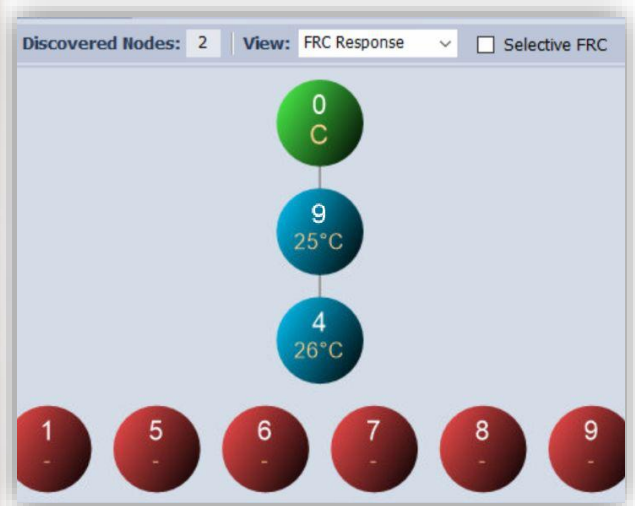 Discovered Nodes: 2 View: FRC Response Selective FRC
0
C
9
25°C
4
26°C
1 5 6 7 8 9
- - - - - -